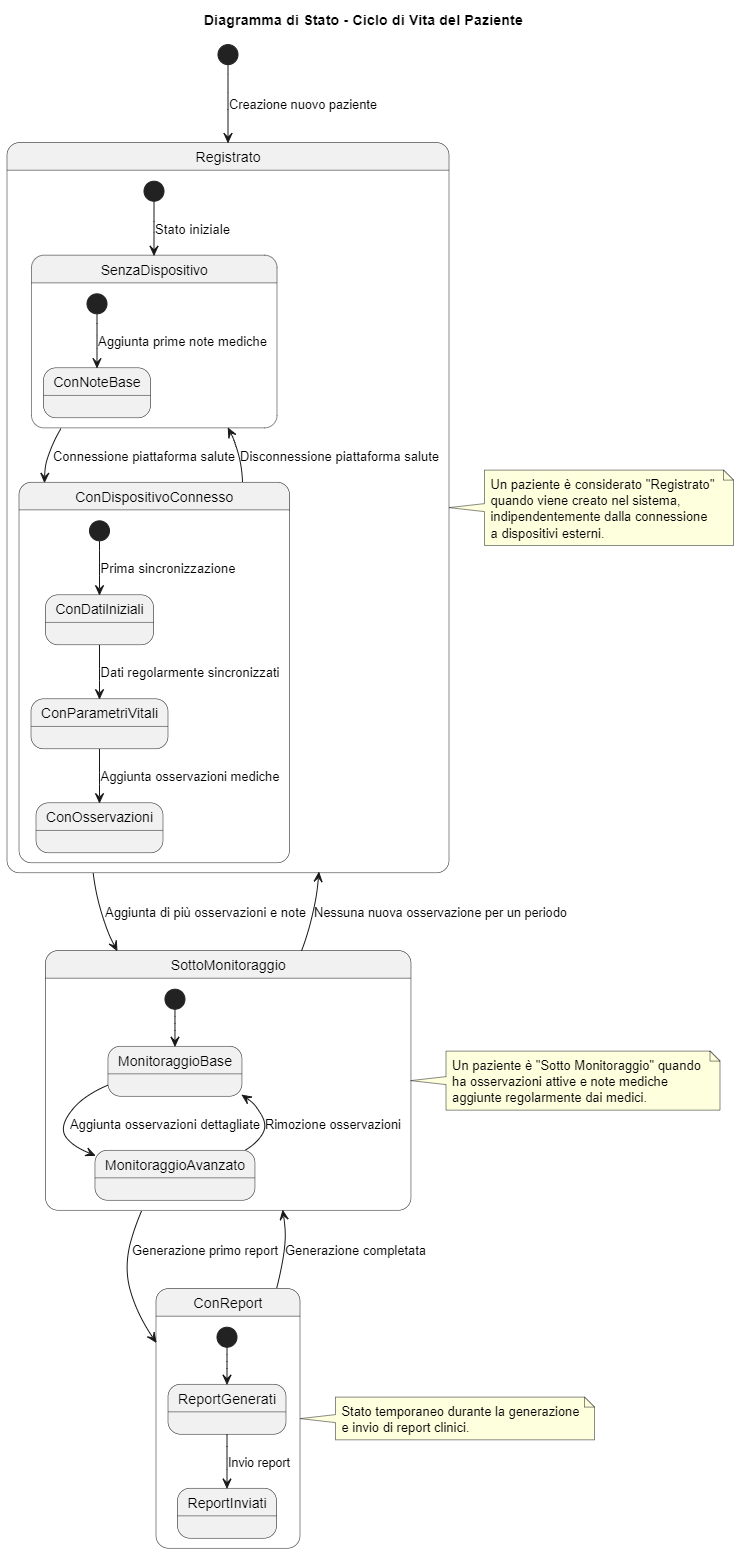 Diagramma di Stato - Ciclo di Vita del Paziente
Creazione nuovo paziente
Registrato
Stato iniziale
SenzaDispositivo
Aggiunta prime note mediche
ConNoteBase
Connessione piattaforma salute
Disconnessione piattaforma salute
ConDispositivoConnesso
Un paziente è considerato "Registrato"
quando viene creato nel sistema,
indipendentemente dalla connessione
a dispositivi esterni.
Prima sincronizzazione
ConDatiIniziali
Dati regolarmente sincronizzati
ConParametriVitali
Aggiunta osservazioni mediche
ConOsservazioni
Aggiunta di più osservazioni e note
Nessuna nuova osservazione per un periodo
SottoMonitoraggio
MonitoraggioBase
Un paziente è "Sotto Monitoraggio" quando
ha osservazioni attive e note mediche
aggiunte regolarmente dai medici.
Aggiunta osservazioni dettagliate
Rimozione osservazioni
MonitoraggioAvanzato
Generazione primo report
Generazione completata
ConReport
ReportGenerati
Stato temporaneo durante la generazione
e invio di report clinici.
Invio report
ReportInviati